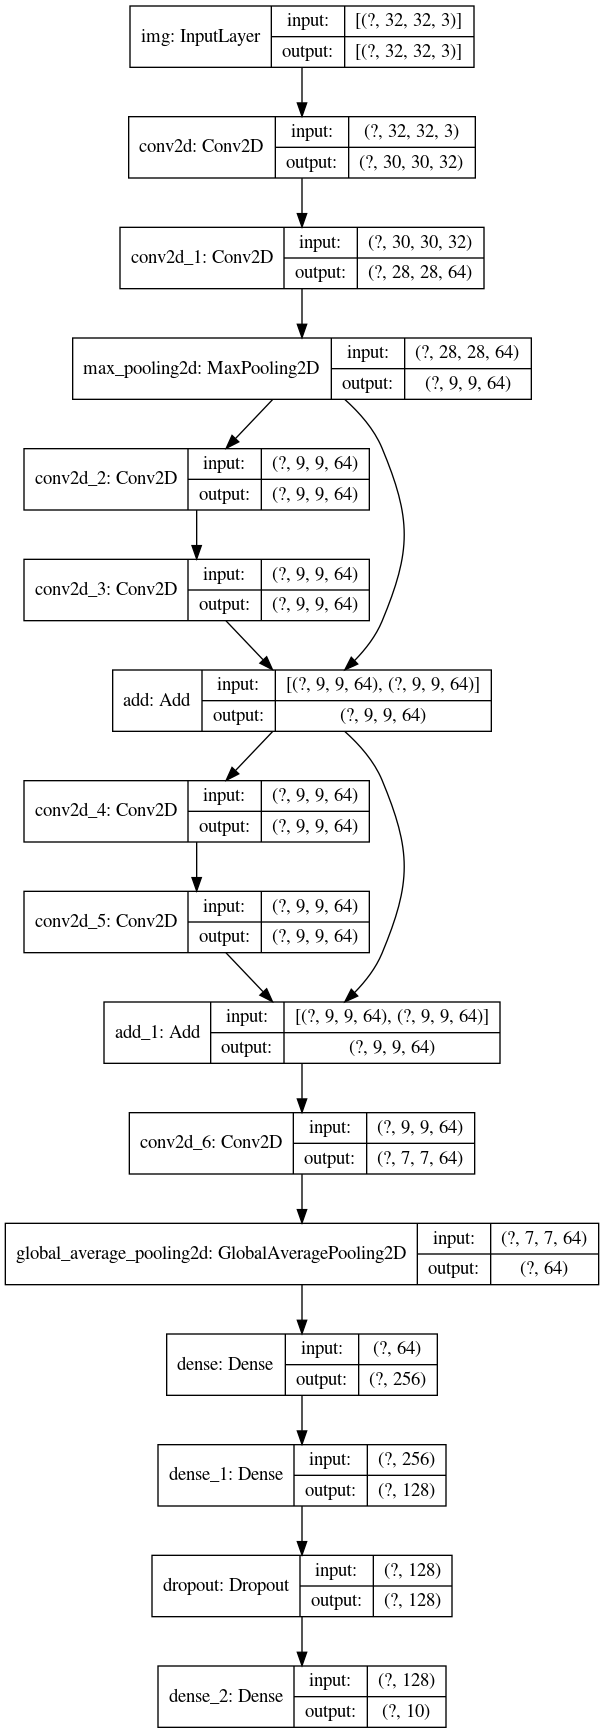 img: InputLayer
input: [(?, 32, 32, 3)]
output: [(?, 32, 32, 3)]
conv2d: Conv2D
input: (?, 32, 32, 3)
output: (?, 30, 30, 32)
conv2d_1: Conv2D
input: (?, 30, 30, 32)
output: (?, 28, 28, 64)
max_pooling2d: MaxPooling2D
input: (?, 28, 28, 64)
output: (?, 9, 9, 64)
conv2d_2: Conv2D
input: (?, 9, 9, 64)
output: (?, 9, 9, 64)
conv2d_3: Conv2D
input: (?, 9, 9, 64)
output: (?, 9, 9, 64)
add: Add
input: [(?, 9, 9, 64), (?, 9, 9, 64)]
output: (?, 9, 9, 64)
conv2d_4: Conv2D
input: (?, 9, 9, 64)
output: (?, 9, 9, 64)
conv2d_5: Conv2D
input: (?, 9, 9, 64)
output: (?, 9, 9, 64)
add_1: Add
input: [(?, 9, 9, 64), (?, 9, 9, 64)]
output: (?, 9, 9, 64)
conv2d_6: Conv2D
input: (?, 9, 9, 64)
output: (?, 7, 7, 64)
global_average_pooling2d: GlobalAveragePooling2D
input: (?, 7, 7, 64)
output: (?, 64)
dense: Dense
input: (?, 64)
output: (?, 256)
dense_1: Dense
input: (?, 256)
output: (?, 128)
dropout: Dropout
input: (?, 128)
output: (?, 128)
dense_2: Dense
input: (?, 128)
output: (?, 10)